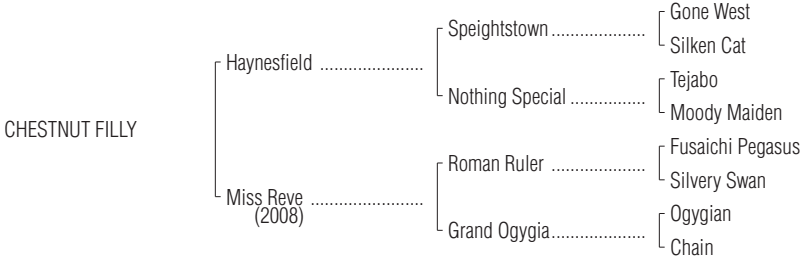 Gone West
Speightstown ....................
Silken Cat
Haynesfield ......................
Tejabo
Nothing Special ................
Moody Maiden
CHESTNUT FILLY
Fusaichi Pegasus
Roman Ruler ....................
Silvery Swan
Miss Reve ........................
(2008)
Ogygian
Grand Ogygia....................
Chain